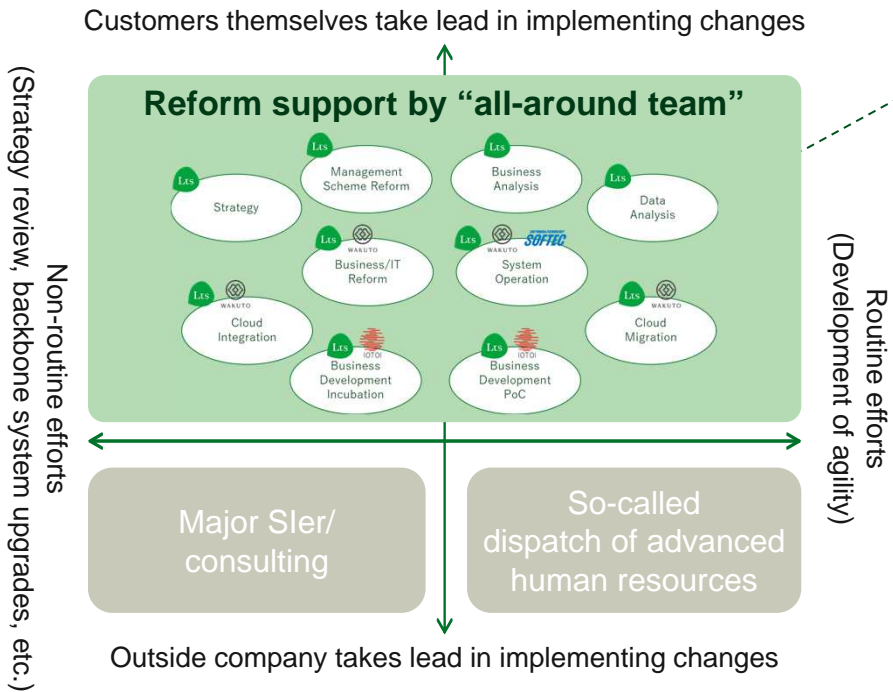 Customers themselves take lead in implementing changes
Reform support by “all-around team”
Lts
Management
Scheme Reform
Lts
Business
Analysis
Lts
Strategy
Lts
Data
Analysis
Lts
WAKUTO
Business/IT
Reform
Lts
WAKUTO
SOFTEC
System
Operation
Lts
WAKUTO
Cloud
Integration
Lts
WAKUTO
Cloud
Migration
Lts
IOTOI
Business
Development
Incubation
Lts
IOTOI
Business
Development
PoC
Non-routine efforts
(Strategy review, backbone system upgrades, etc.)
Routine efforts
(Development of agility)
Major SIer/
consulting
So-called
dispatch of advanced
human resources
Outside company takes lead in implementing changes